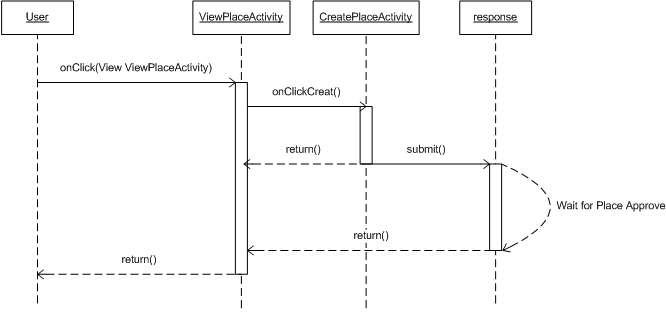 User
ViewPlaceActivity
CreatePlaceActivity
response
onClick(View ViewPlaceActivity)
onClickCreat()
return()
submit()
Wait for Place Approve
return()
return()